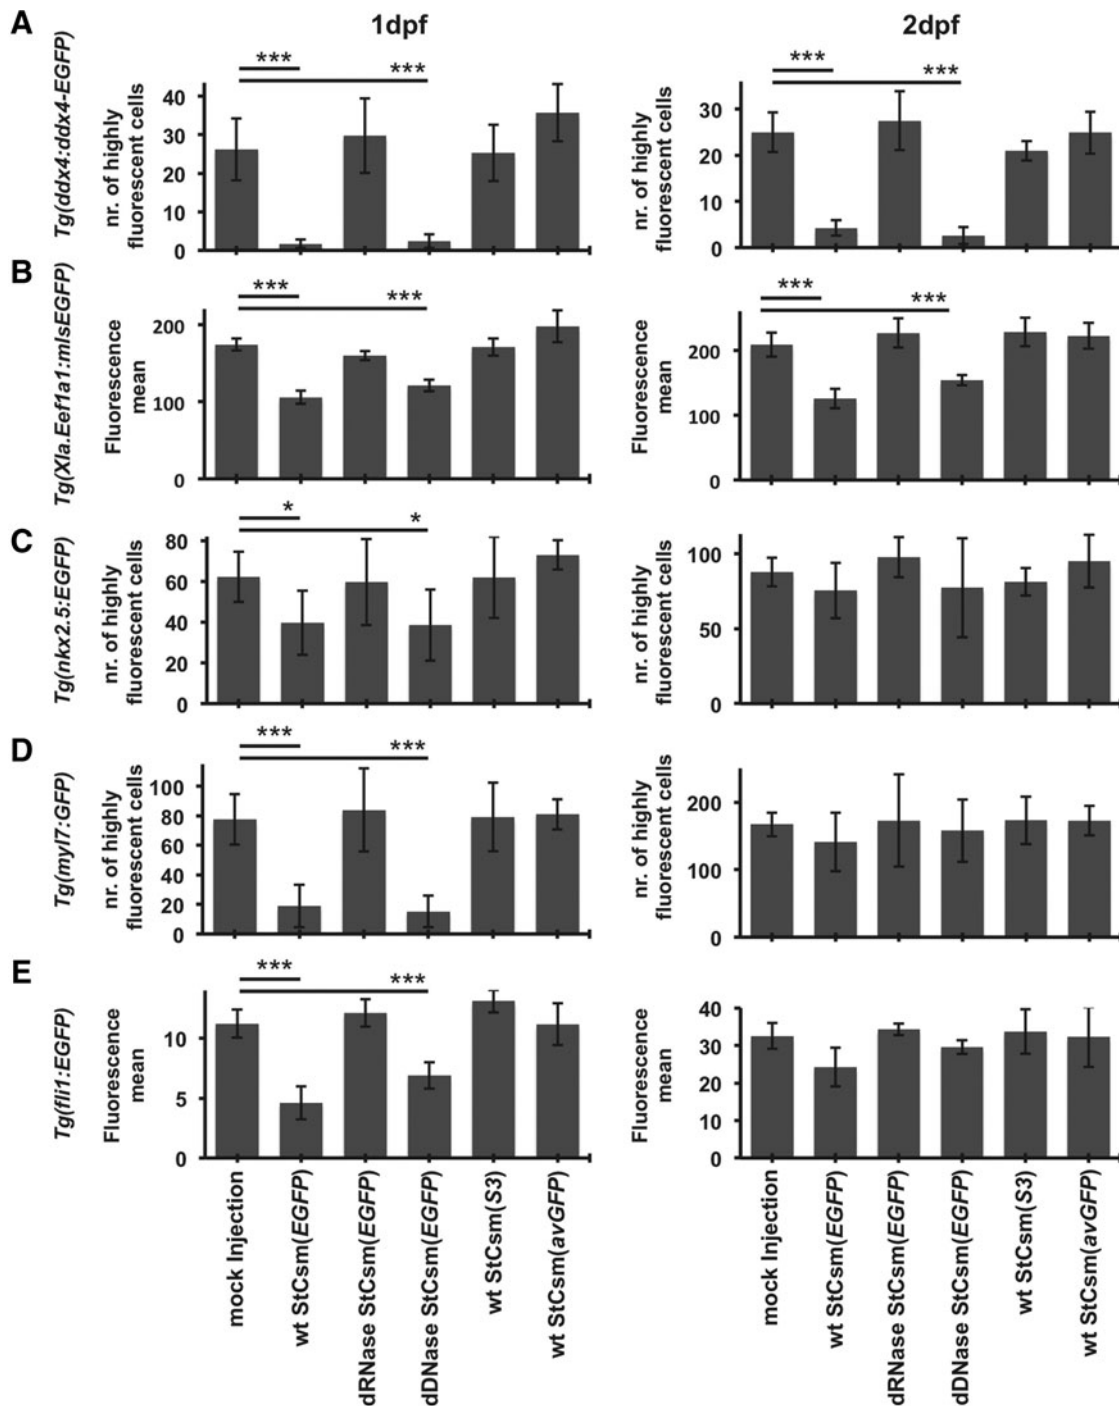 A
1dpf
2dpf
Tg(ddx4:ddx4-EGFP)
nr. of highly
fluorescent cells
40
30
20
10
0
***
***
nr. of highly
fluorescent cells
30
20
10
0
***
***
B
Tg(Xla.Eef1a1:mlsEGFP)
Fluorescence
mean
200
100
0
***
***
Fluorescence
mean
200
100
0
***
***
C
Tg(nkx2.5:EGFP)
nr. of highly
fluorescent cells
80
60
40
20
0
*
*
nr. of highly
fluorescent cells
100
50
0
D
Tg(myl7:GFP)
nr. of highly
fluorescent cells
100
80
60
40
20
0
***
***
nr. of highly
fluorescent cells
200
100
0
E
Tg(fli1:EGFP)
Fluorescence
mean
10
5
0
***
***
Fluorescence
mean
40
30
20
10
0
mock Injection
wt StCsm(EGFP)
dRNase StCsm(EGFP)
dDNase StCsm(EGFP)
wt StCsm(S3)
wt StCsm(avGFP)
mock Injection
wt StCsm(EGFP)
dRNase StCsm(EGFP)
dDNase StCsm(EGFP)
wt StCsm(S3)
wt StCsm(avGFP)